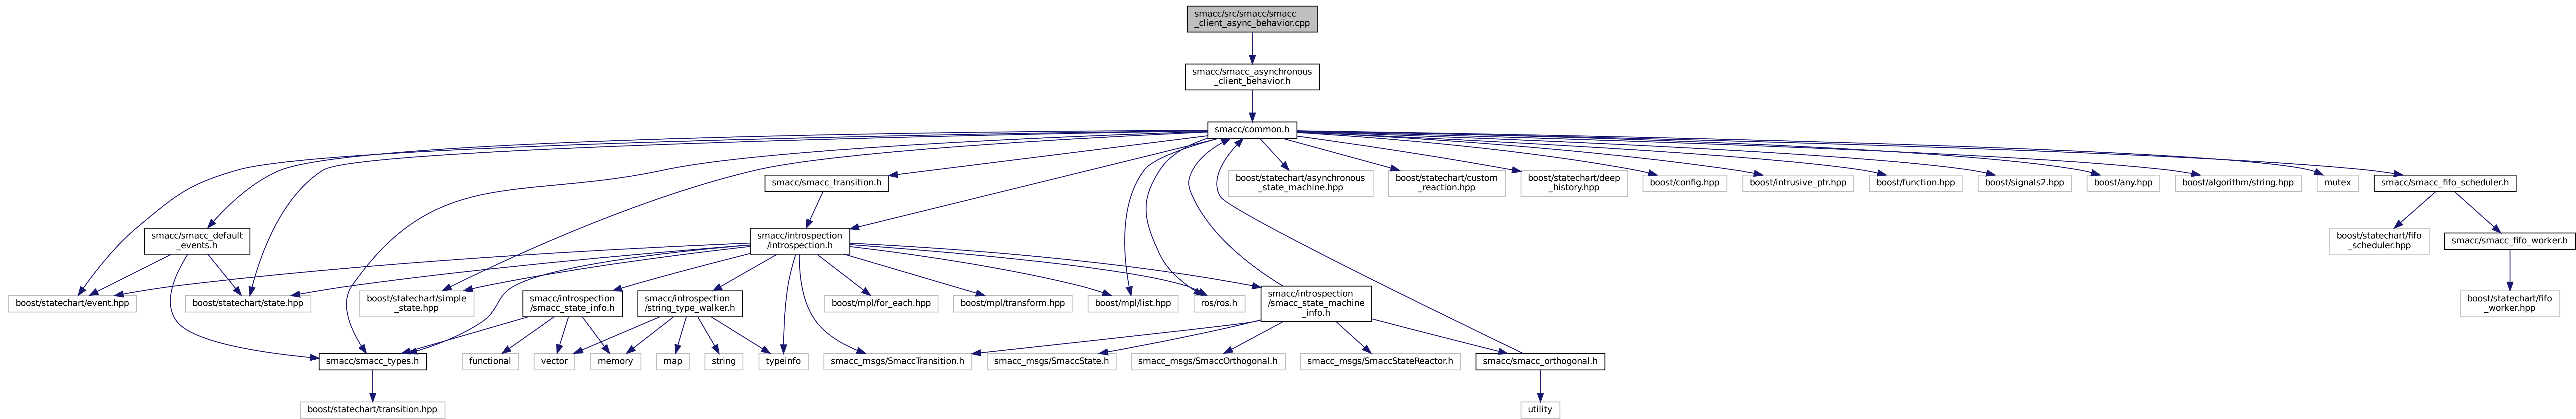 smacc/src/smacc/smacc
_client_async_behavior.cpp
smacc/smacc_asynchronous
_client_behavior.h
smacc/common.h
smacc/smacc_transition.h
boost/statechart/asynchronous
_state_machine.hpp
boost/statechart/custom
_reaction.hpp
boost/statechart/deep
_history.hpp
boost/config.hpp
boost/intrusive_ptr.hpp
boost/function.hpp
boost/signals2.hpp
boost/any.hpp
boost/algorithm/string.hpp
mutex
smacc/smacc_fifo_scheduler.h
smacc/smacc_default
_events.h
smacc/introspection
/introspection.h
boost/statechart/fifo
_scheduler.hpp
smacc/smacc_fifo_worker.h
boost/statechart/event.hpp
boost/statechart/state.hpp
boost/statechart/simple
_state.hpp
smacc/introspection
/smacc_state_info.h
smacc/introspection
/string_type_walker.h
boost/mpl/for_each.hpp
boost/mpl/transform.hpp
boost/mpl/list.hpp
ros/ros.h
smacc/introspection
/smacc_state_machine
_info.h
boost/statechart/fifo
_worker.hpp
smacc/smacc_types.h
functional
vector
memory
map
string
typeinfo
smacc_msgs/SmaccTransition.h
smacc_msgs/SmaccState.h
smacc_msgs/SmaccOrthogonal.h
smacc_msgs/SmaccStateReactor.h
smacc/smacc_orthogonal.h
boost/statechart/transition.hpp
utility